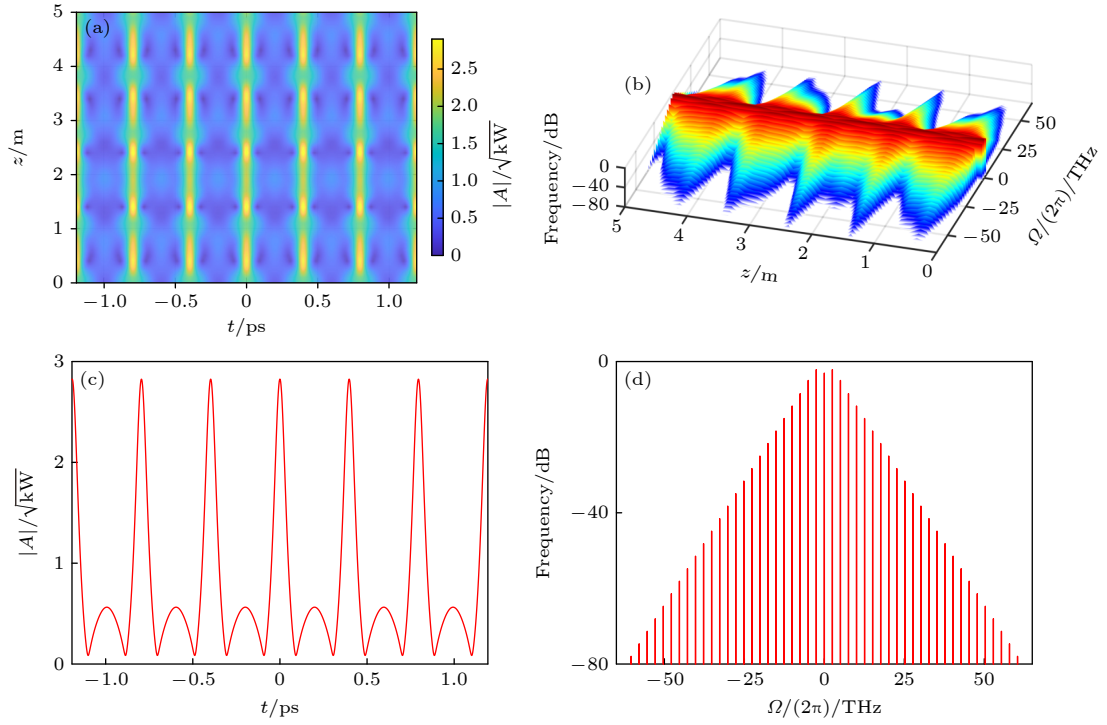 (a)
5
4
3
2
1
0
z/m
−1.0 −0.5 0 0.5 1.0
t/ps
2.5
2.0
1.5
1.0
0.5
0
|A|/√kW
(b)
Frequency/dB
0
−40
−80
5 4 3 2 1 0
z/m
50
25
0
−25
−50
Ω/(2π)/THz
(c)
3
2
1
0
|A|/√kW
−1.0 −0.5 0 0.5 1.0
t/ps
(d)
0
−40
−80
Frequency/dB
−50 −25 0 25 50
Ω/(2π)/THz